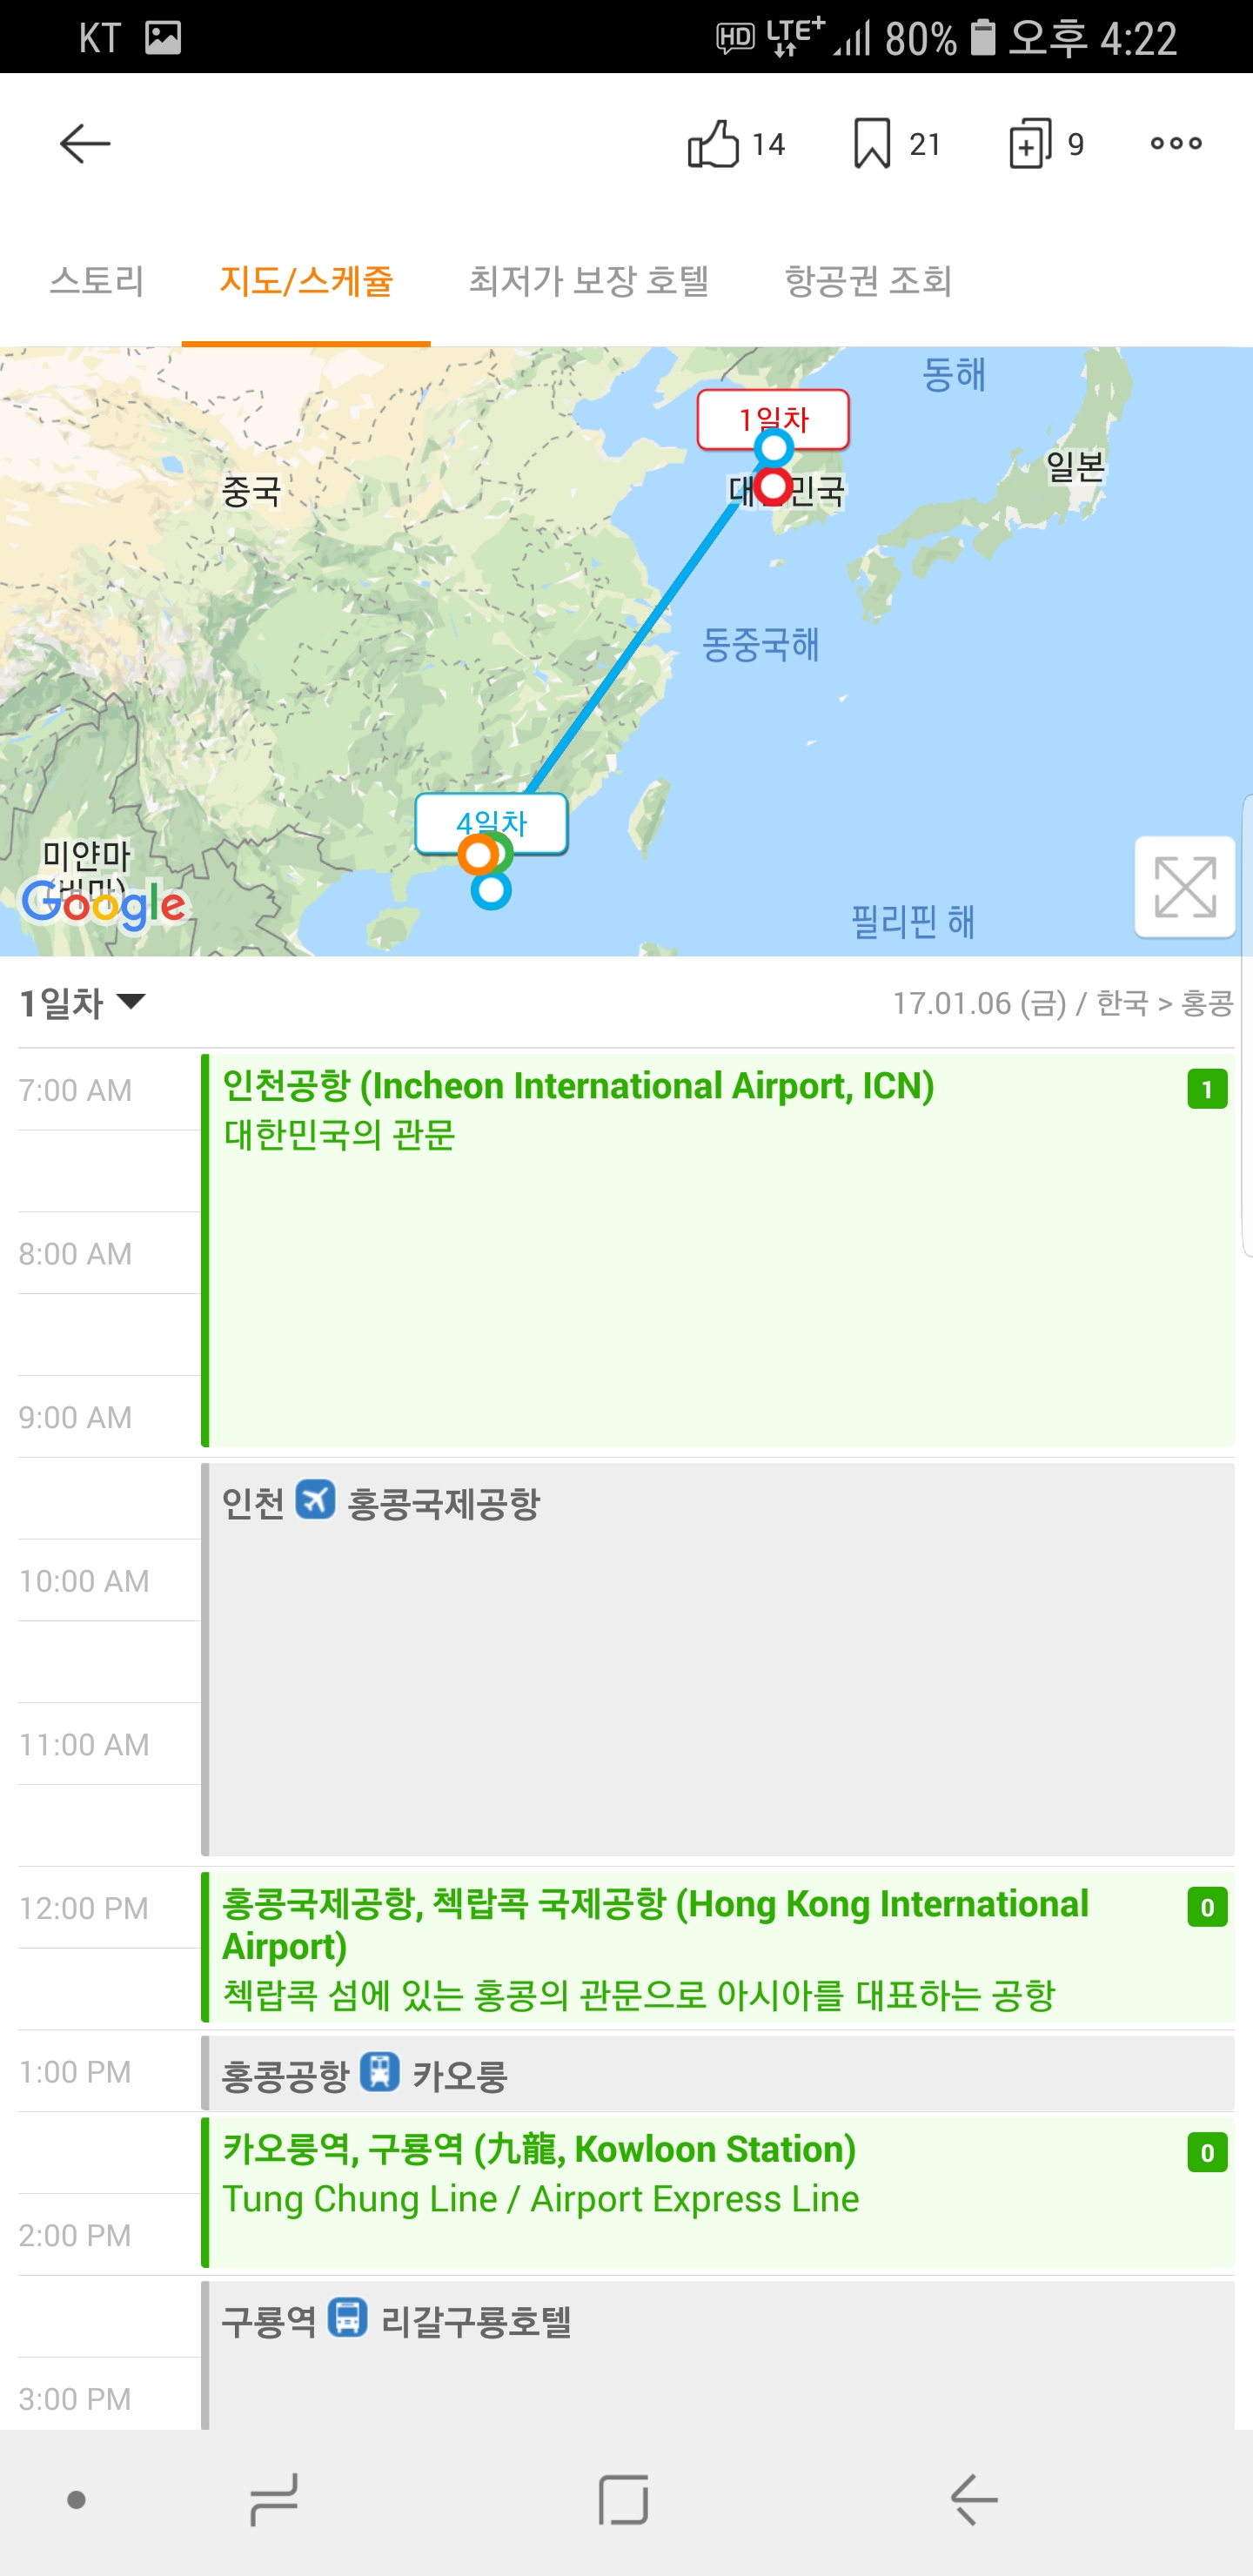 KT HD LTE+ 80% 오후 4:22
14 21 9
스토리 지도/스케쥴 최저가 보장 호텔 항공권 조회
동해
1일차
중국
일본
동중국해
4일차
미얀마
Google
필리핀 해
1일차 17.01.06 (금) / 한국 > 홍콩
7:00 AM
인천공항 (Incheon International Airport, ICN) 1
대한민국의 관문
8:00 AM
9:00 AM
인천 홍콩국제공항
10:00 AM
11:00 AM
12:00 PM
홍콩국제공항, 첵랍콕 국제공항 (Hong Kong International 0
Airport)
첵랍콕 섬에 있는 홍콩의 관문으로 아시아를 대표하는 공항
1:00 PM
홍콩공항 카오룽
카오룽역, 구룡역 (九龍, Kowloon Station) 0
Tung Chung Line / Airport Express Line
2:00 PM
구룡역 리갈구룡호텔
3:00 PM